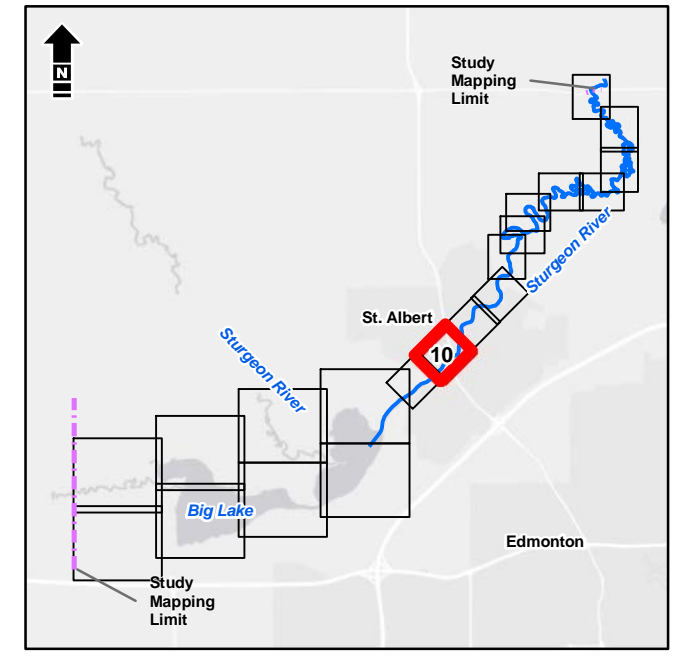 N
Study
Mapping
Limit
Sturgeon River
St. Albert
Sturgeon River
10
Big Lake
Edmonton
Study
Mapping
Limit